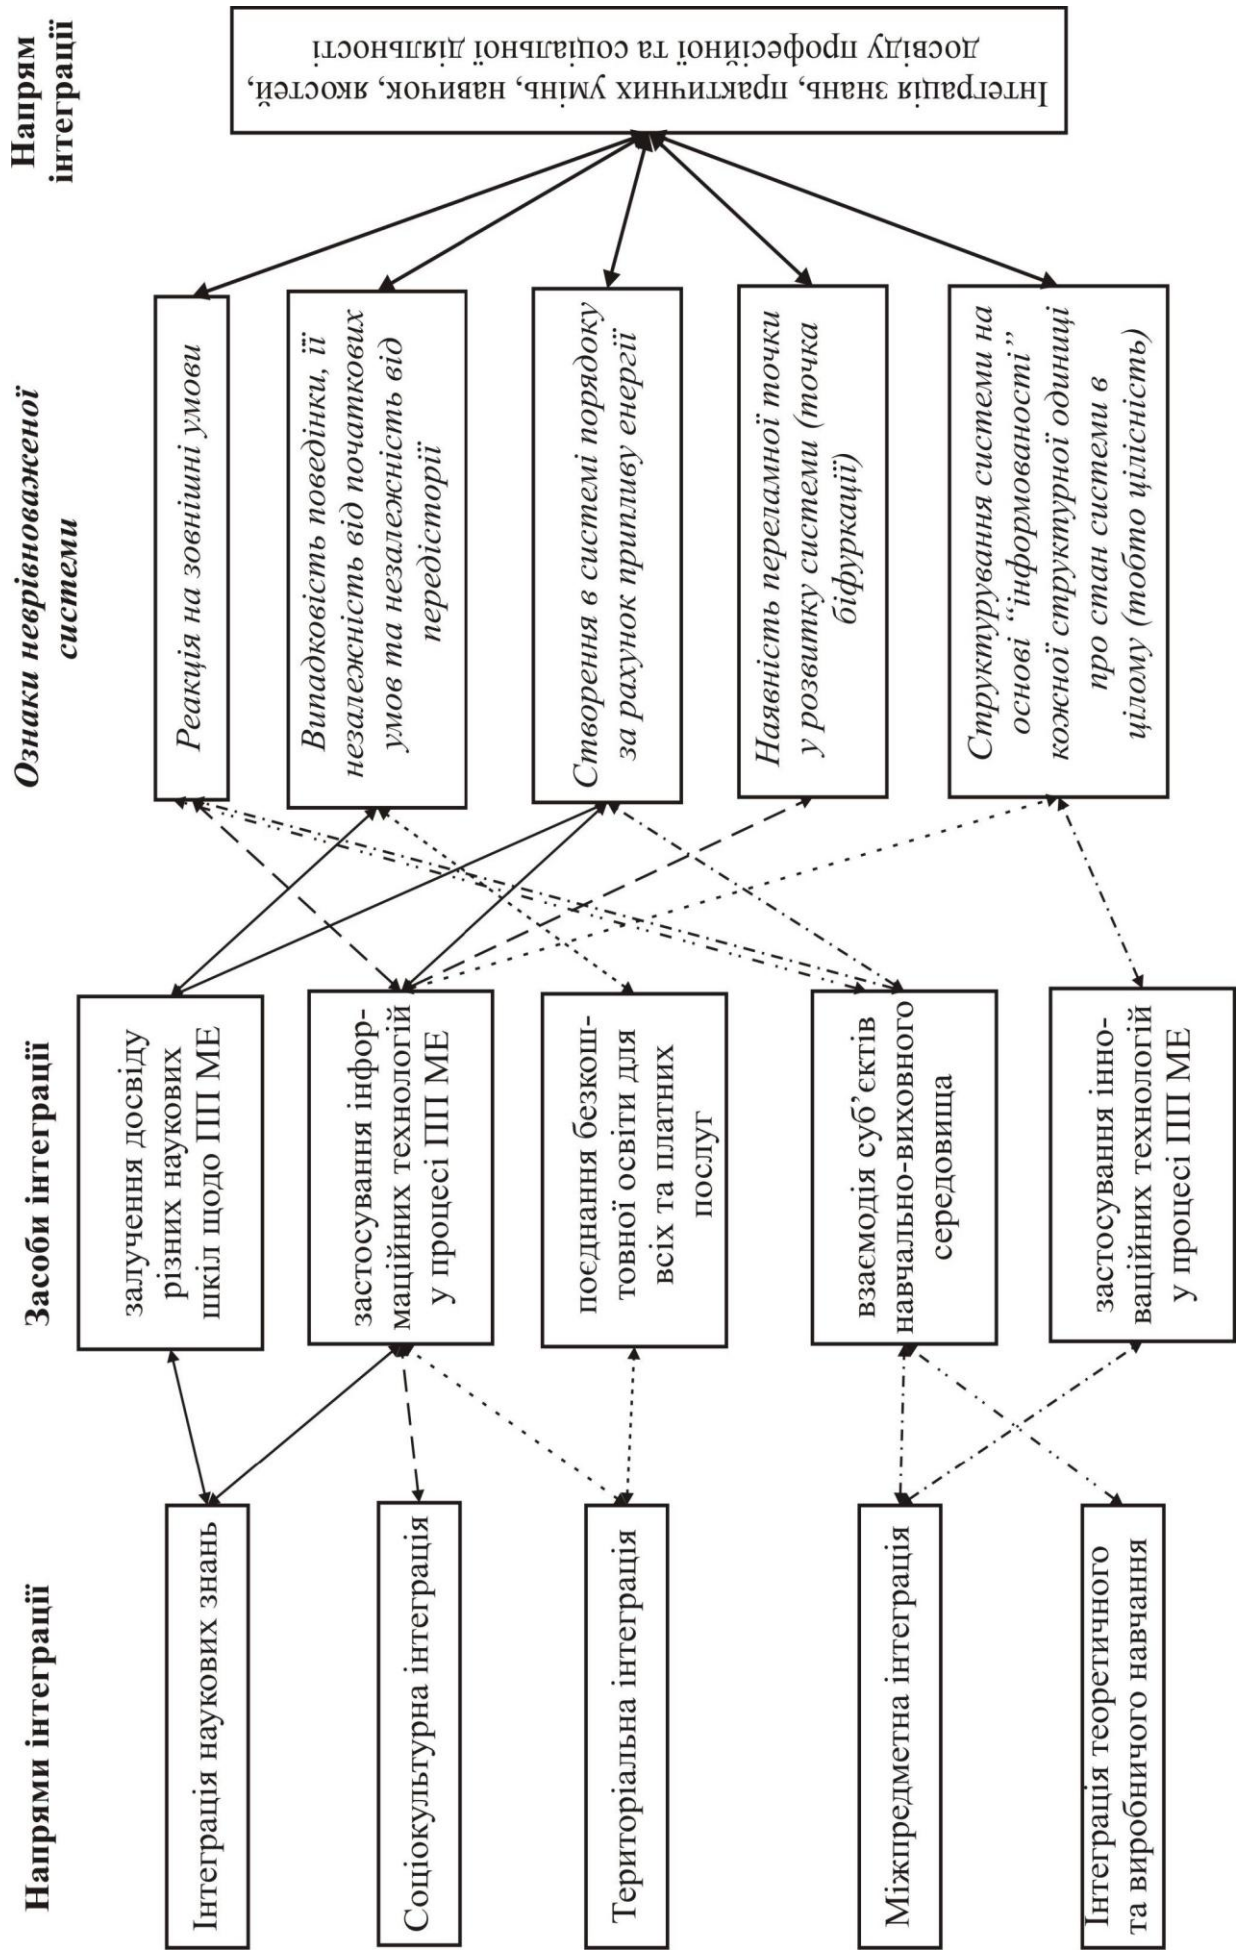 Напрями інтеграції
Інтеграція наукових знань
Соціокультурна інтеграція
Територіальна інтеграція
Міжпредметна інтеграція
Інтеграція теоретичного
та виробничого навчання
Засоби інтеграції
залучення досвіду
різних наукових
шкіл щодо ПП МЕ
застосування інфор-
маційних технологій
у процесі ПП МЕ
поєднання безкош-
товної освіти для
всіх та платних
послуг
взаємодія суб’єктів
навчально-виховного
середовища
застосування інно-
ваційних технологій
у процесі ПП МЕ
Ознаки неврівноваженої
системи
Реакція на зовнішні умови
Випадковість поведінки, її
незалежність від початкових
умов та незалежність від
передісторії
Створення в системі порядоку
за рахунок припливу енергії
Наявність переламної точки
у розвитку системи (точка
біфуркації)
Структурування системи на
основі “інформованості”
кожної структурної одиниці
про стан системи в
цілому (тобто цілісність)
Напрям
інтеграції
Інтеграція знань, практичних умінь, навичок, якостей,
досвіду професійної та соціальної діяльності